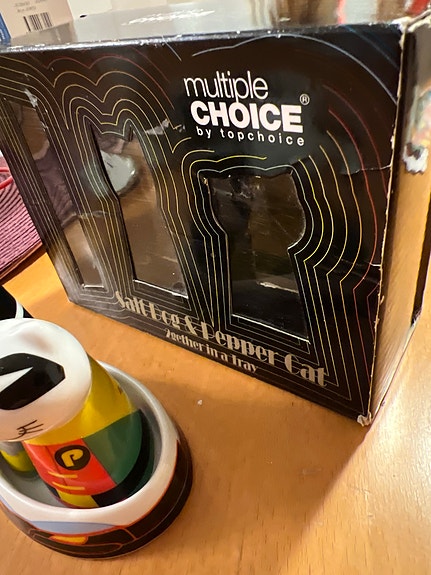 multiple
CHOICE®
by topchoice
Salt Dog & Pepper Cat
2gether in a Tray
P